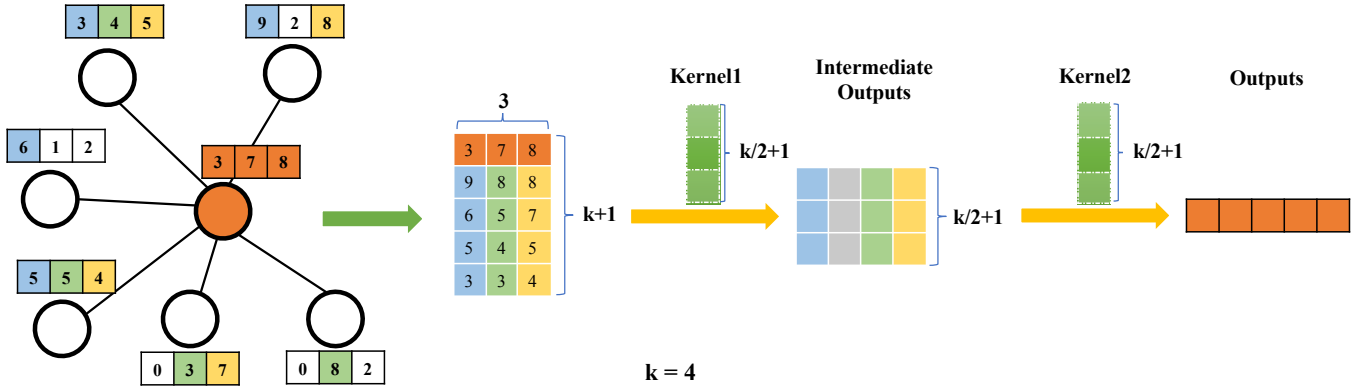 3 4 5
9 2 8
6 1 2
3 7 8
5 5 4
0 3 7
0 8 2
3
3 7 8
9 8 8
6 5 7
5 4 5
3 3 4
k+1
Kernel1
k/2+1
Intermediate
Outputs
k/2+1
Kernel2
k/2+1
Outputs
k = 4